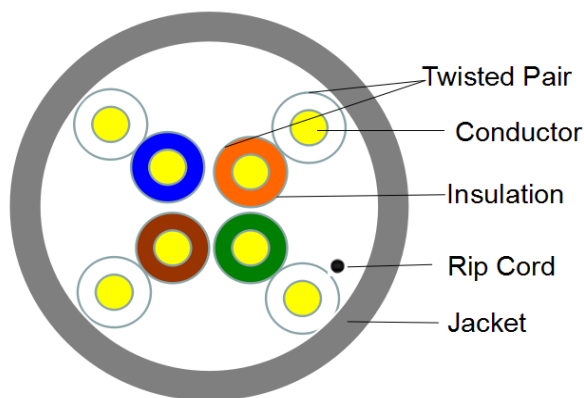 Twisted Pair
Conductor
Insulation
Rip Cord
Jacket